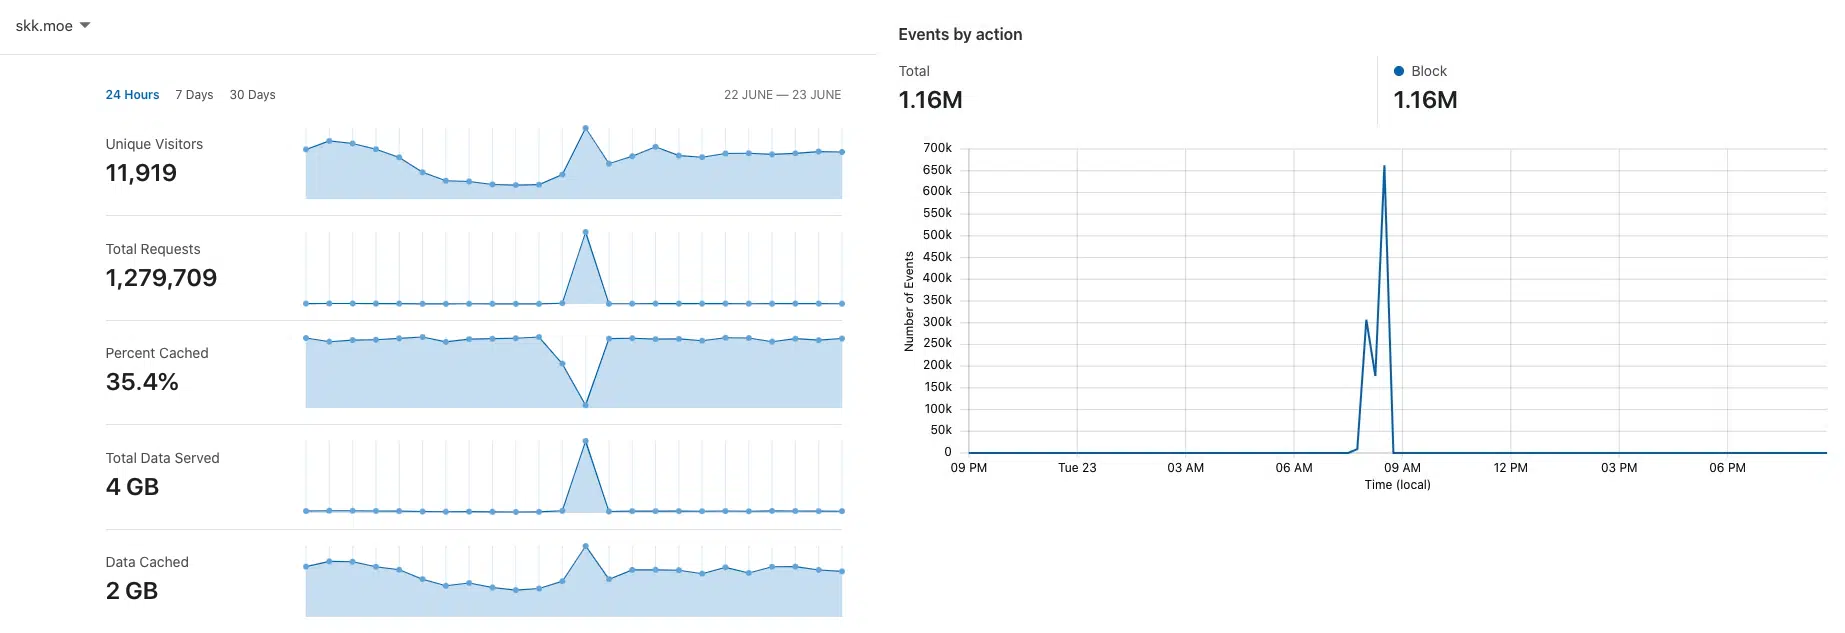 skk.moe
24 Hours 7 Days 30 Days 22 JUNE — 23 JUNE
Unique Visitors
11,919
Total Requests
1,279,709
Percent Cached
35.4%
Total Data Served
4 GB
Data Cached
2 GB
Events by action
Total
1.16M
Block
1.16M
700k
650k
600k
550k
500k
450k
400k
350k
300k
250k
200k
150k
100k
50k
0
Number of Events
09 PM Tue 23 03 AM 06 AM 09 AM 12 PM 03 PM 06 PM
Time (local)